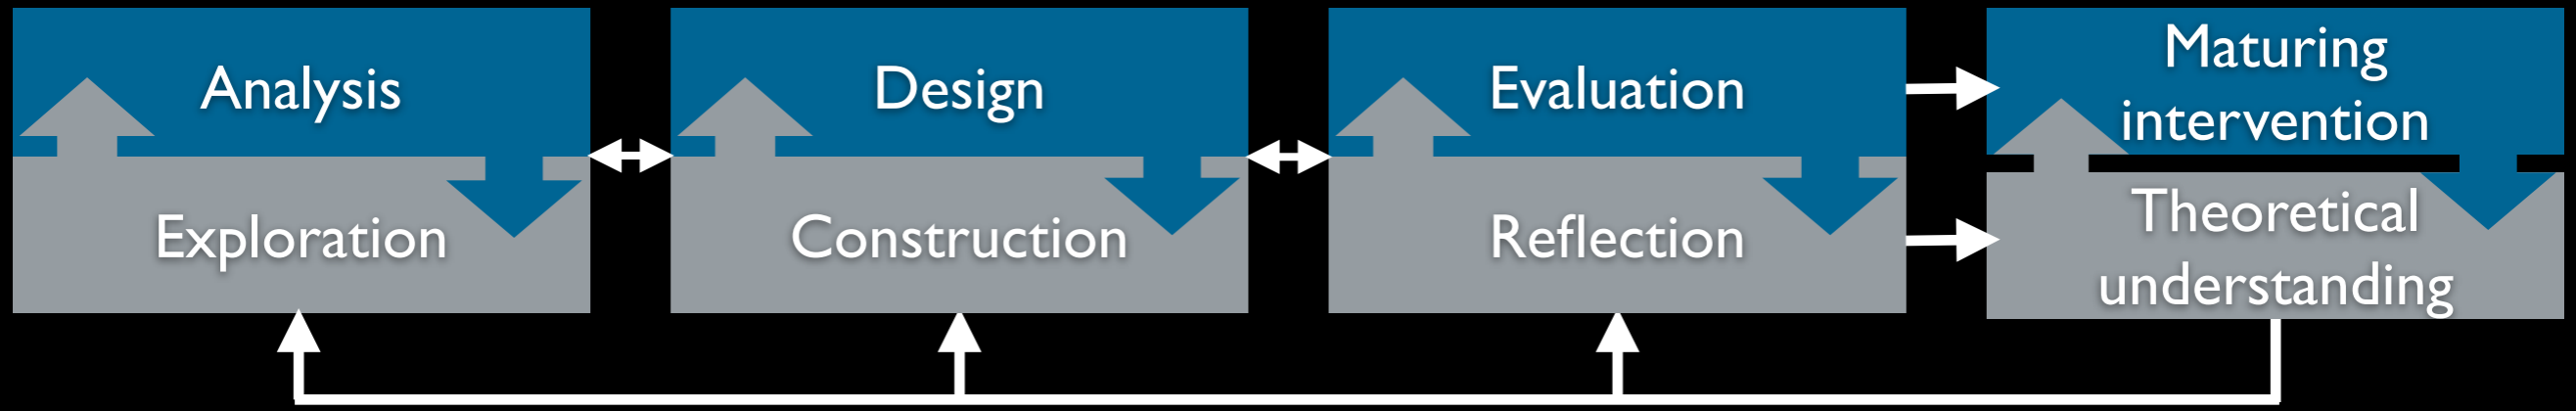 Analysis
Exploration
Design
Construction
Evaluation
Reflection
Maturing
intervention
Theoretical
understanding